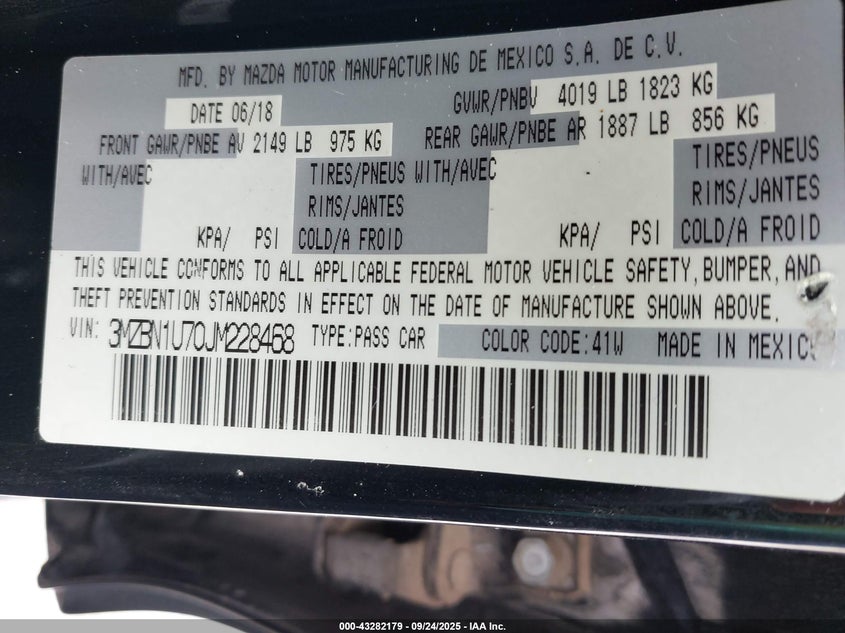 MFD. BY MAZDA MOTOR MANUFACTURING DE MEXICO S.A. DE C.V.
DATE 06/18 GVWR/PNBV 4019 LB 1823 KG
FRONT GAWR/PNBE AV 2149 LB 975 KG REAR GAWR/PNBE AR 1887 LB 856 KG
WITH/AVEC TIRES/PNEUS WITH/AVEC TIRES/PNEUS
RIMS/JANTES RIMS/JANTES
KPA/ PSI COLD/A FROID KPA/ PSI COLD/A FROID
THIS VEHICLE CONFORMS TO ALL APPLICABLE FEDERAL MOTOR VEHICLE SAFETY, BUMPER, AND
THEFT PREVENTION STANDARDS IN EFFECT ON THE DATE OF MANUFACTURE SHOWN ABOVE.
VIN: 3MZBN1U70JM228468 TYPE:PASS CAR COLOR CODE:41W MADE IN MEXICO
000-43282179 - 09/24/2025 - IAA Inc.